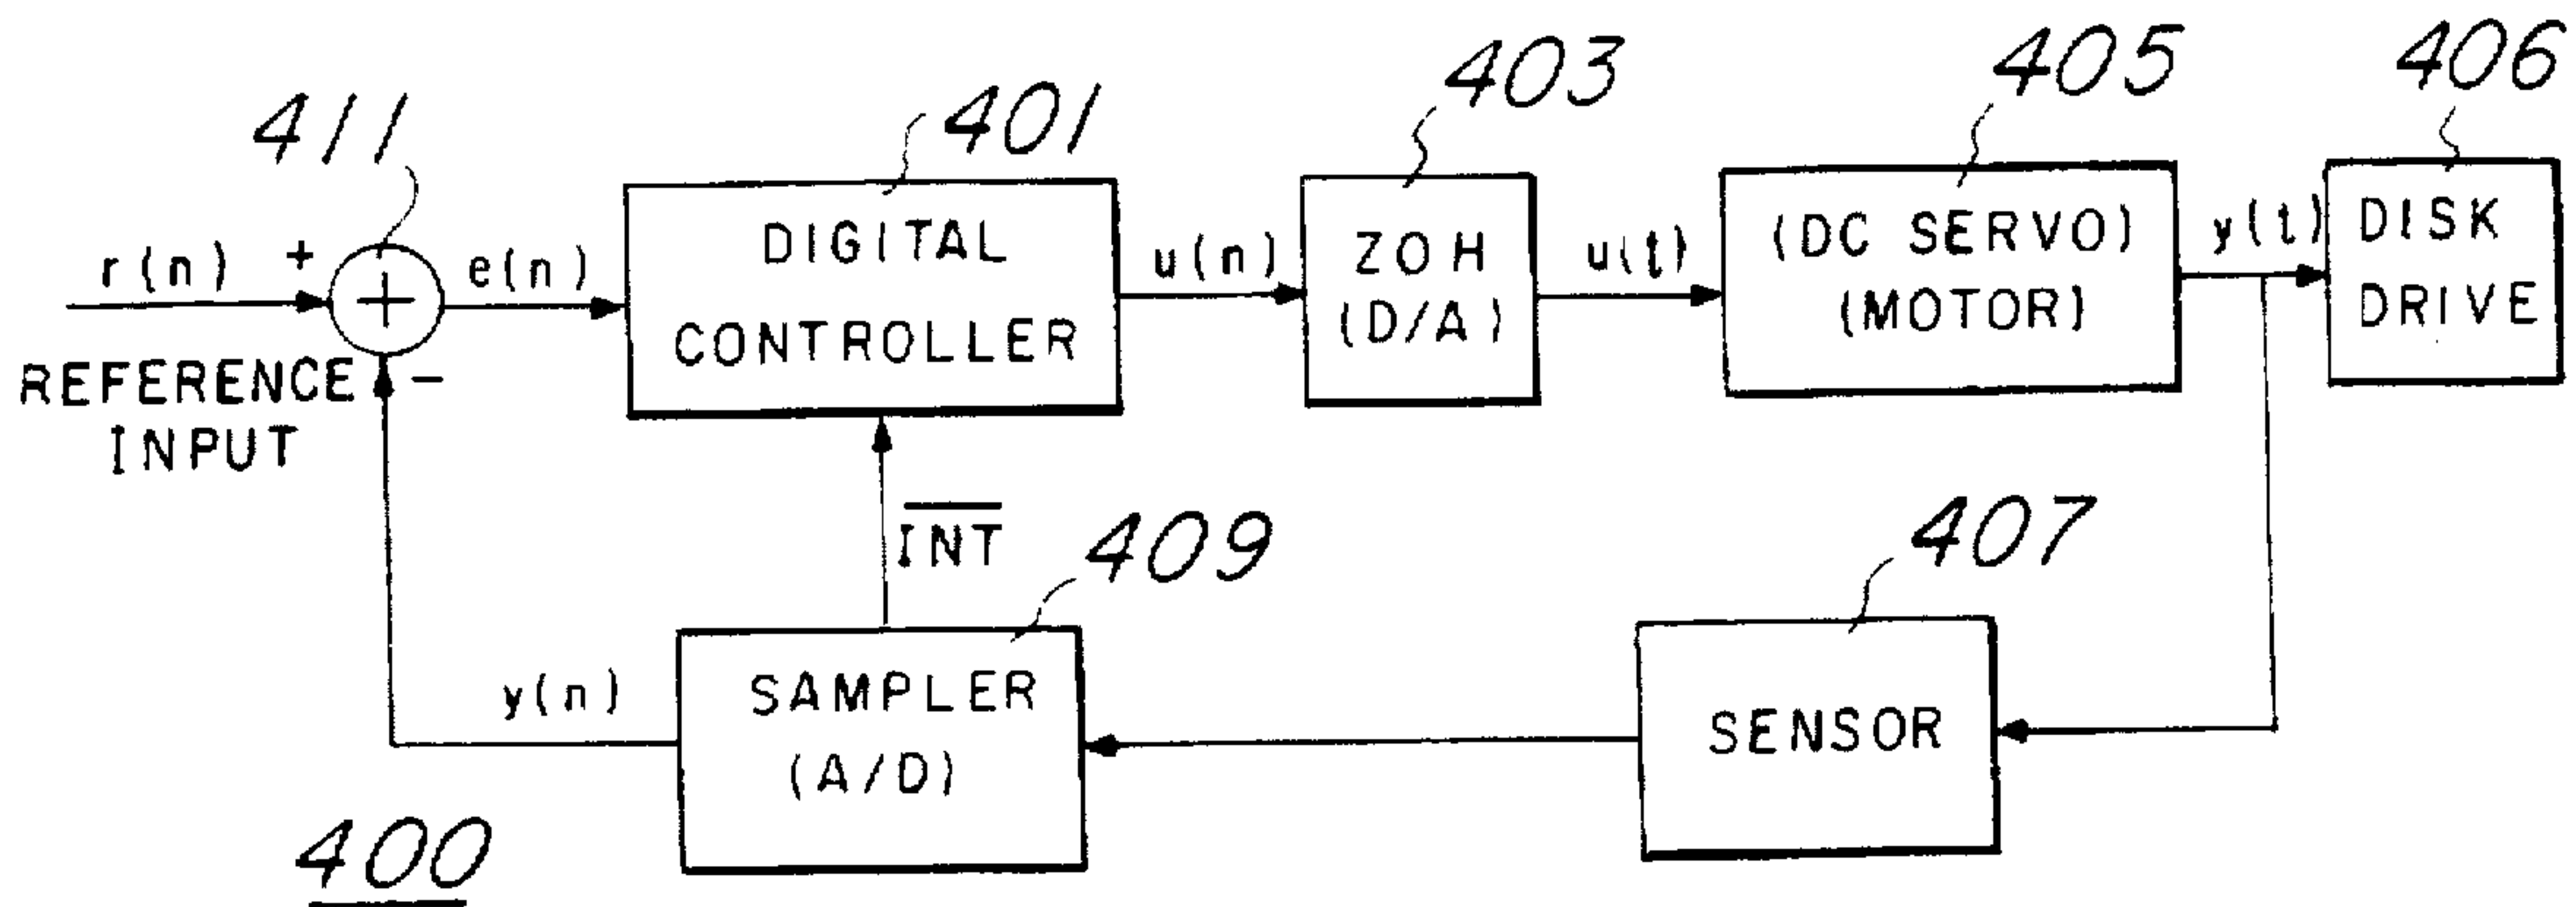 411
401
403
405
406
r(n)
+
+
e(n)
REFERENCE
INPUT
−
DIGITAL
CONTROLLER
u(n)
ZOH
(D/A)
u(t)
(DC SERVO)
(MOTOR)
y(t)
DISK
DRIVE
I̅N̅T̅
409
407
y(n)
SAMPLER
(A/D)
SENSOR
400